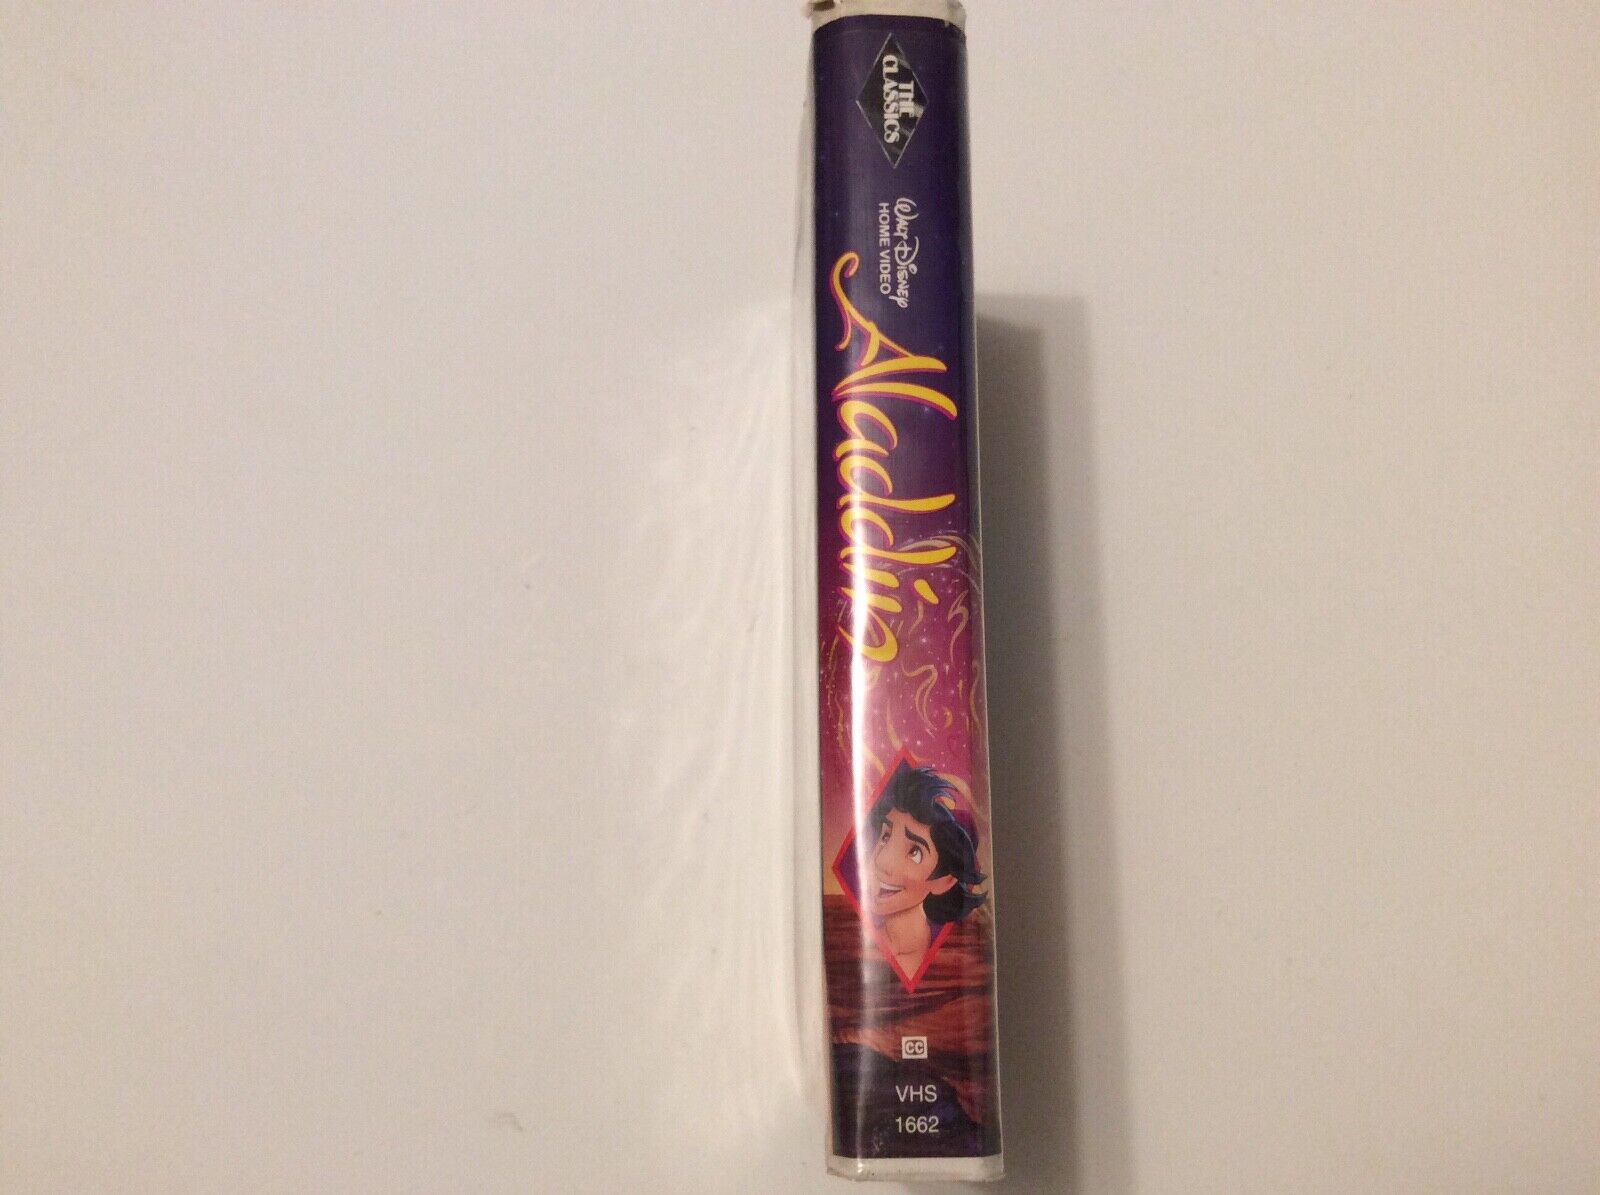 THE
CLASSICS
WALT DISNEY
HOME VIDEO
Aladdin
CC
VHS
1662